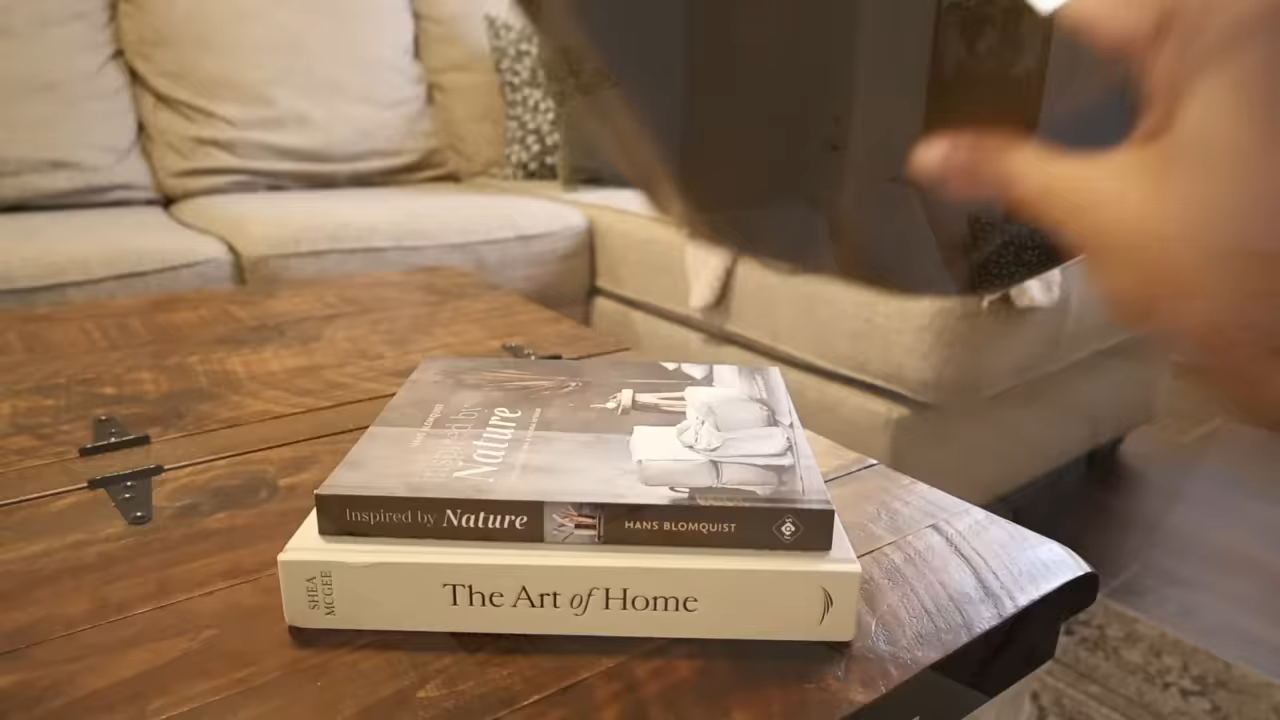 Inspired by
Nature
Inspired by Nature
HANS BLOMQUIST
SHEA
MCGEE
The Art of Home